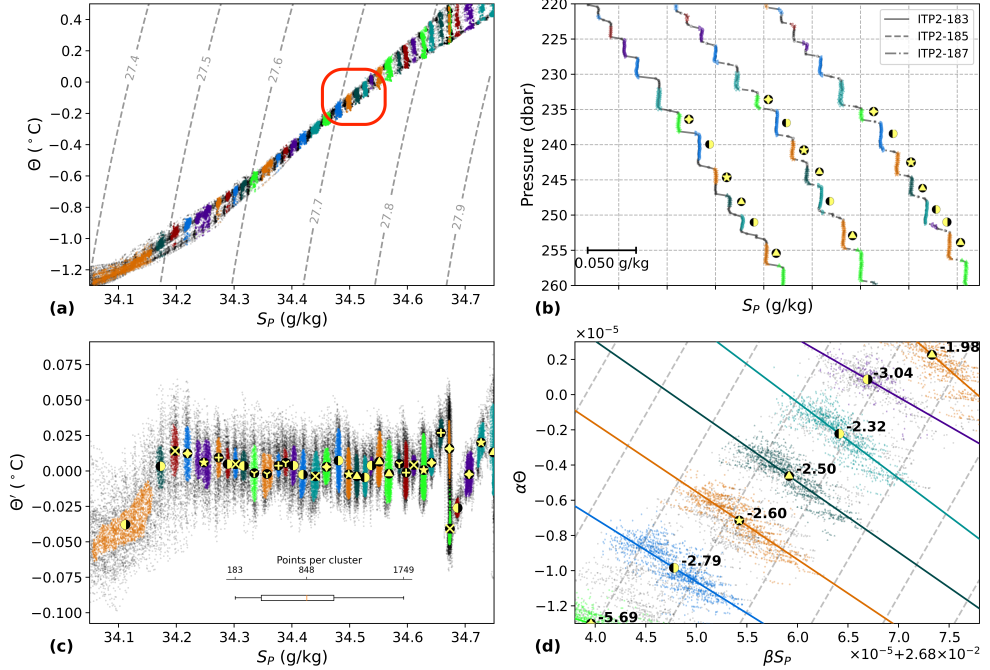 0.4
0.2
0.0
−0.2
−0.4
−0.6
−0.8
−1.0
−1.2
Θ (°C)
27.4
27.5
27.6
27.7
27.8
27.9
34.1 34.2 34.3 34.4 34.5 34.6 34.7
(a)
S_P (g/kg)
220
225
230
235
240
245
250
255
260
Pressure (dbar)
ITP2-183
ITP2-185
ITP2-187
0.050 g/kg
(b)
S_P (g/kg)
0.075
0.050
0.025
0.000
−0.025
−0.050
−0.075
−0.100
Θ′ (°C)
Points per cluster
183 848 1749
34.1 34.2 34.3 34.4 34.5 34.6 34.7
(c)
S_P (g/kg)
×10⁻⁵
0.2
0.0
−0.2
−0.4
−0.6
−0.8
−1.0
−1.2
αΘ
-1.98
-3.04
-2.32
-2.50
-2.60
-2.79
-5.69
4.0 4.5 5.0 5.5 6.0 6.5 7.0 7.5
(d)
βS_P
×10⁻⁵+2.68×10⁻²